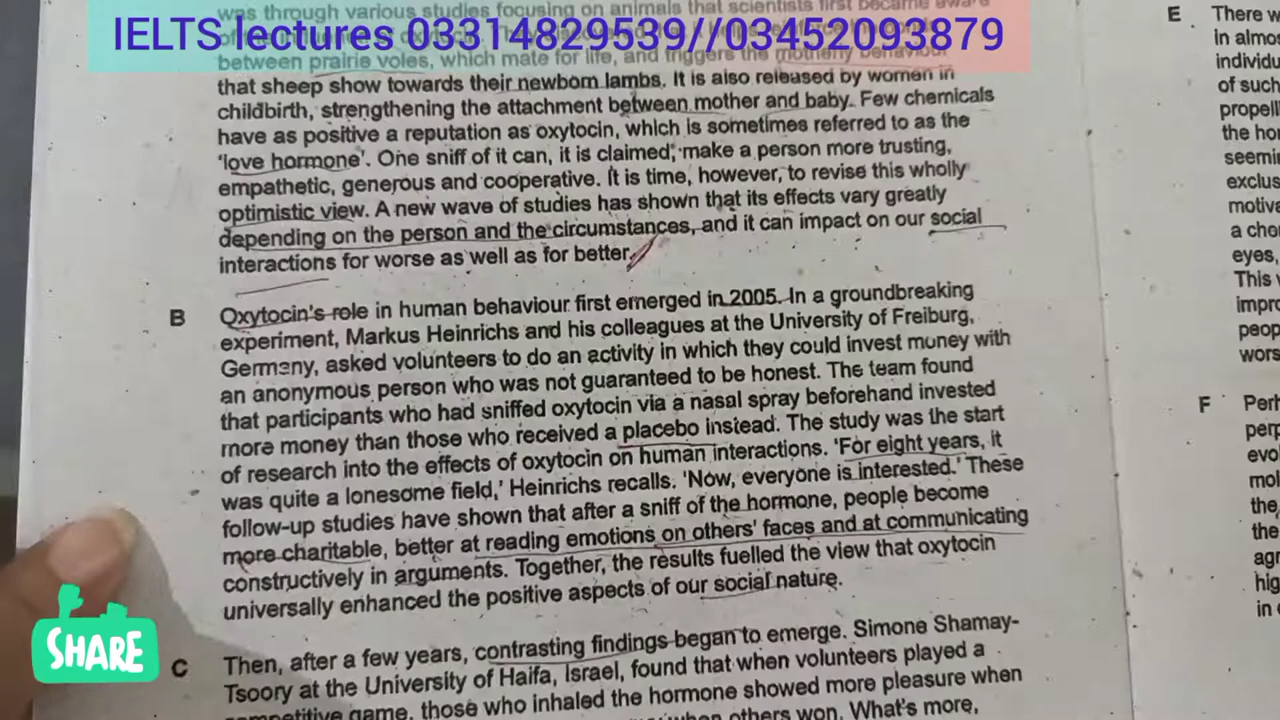 was through various studies focusing on animals that scientists first became aware
IELTS lectures 03314829539//03452093879
between prairie voles, which mate for life, and triggers the motherly behaviour
that sheep show towards their newborn lambs. It is also released by women in
childbirth, strengthening the attachment between mother and baby. Few chemicals
have as positive a reputation as oxytocin, which is sometimes referred to as the
'love hormone'. One sniff of it can, it is claimed, make a person more trusting,
empathetic, generous and cooperative. It is time, however, to revise this wholly
optimistic view. A new wave of studies has shown that its effects vary greatly
depending on the person and the circumstances, and it can impact on our social
interactions for worse as well as for better.
B Oxytocin's role in human behaviour first emerged in 2005. In a groundbreaking
experiment, Markus Heinrichs and his colleagues at the University of Freiburg,
Germany, asked volunteers to do an activity in which they could invest money with
an anonymous person who was not guaranteed to be honest. The team found
that participants who had sniffed oxytocin via a nasal spray beforehand invested
more money than those who received a placebo instead. The study was the start
of research into the effects of oxytocin on human interactions. 'For eight years, it
was quite a lonesome field,' Heinrichs recalls. 'Now, everyone is interested.' These
follow-up studies have shown that after a sniff of the hormone, people become
more charitable, better at reading emotions on others' faces and at communicating
constructively in arguments. Together, the results fuelled the view that oxytocin
universally enhanced the positive aspects of our social nature.
C Then, after a few years, contrasting findings began to emerge. Simone Shamay-
Tsoory at the University of Haifa, Israel, found that when volunteers played a
competitive game, those who inhaled the hormone showed more pleasure when
when others won. What's more,
SHARE
E There w
in almos
individu
of such
propell
the ho
seemin
exclus
motiva
a cho
eyes,
This
impr
peop
wors
F Perh
perp
evo
mol
the
the
agr
hig
in